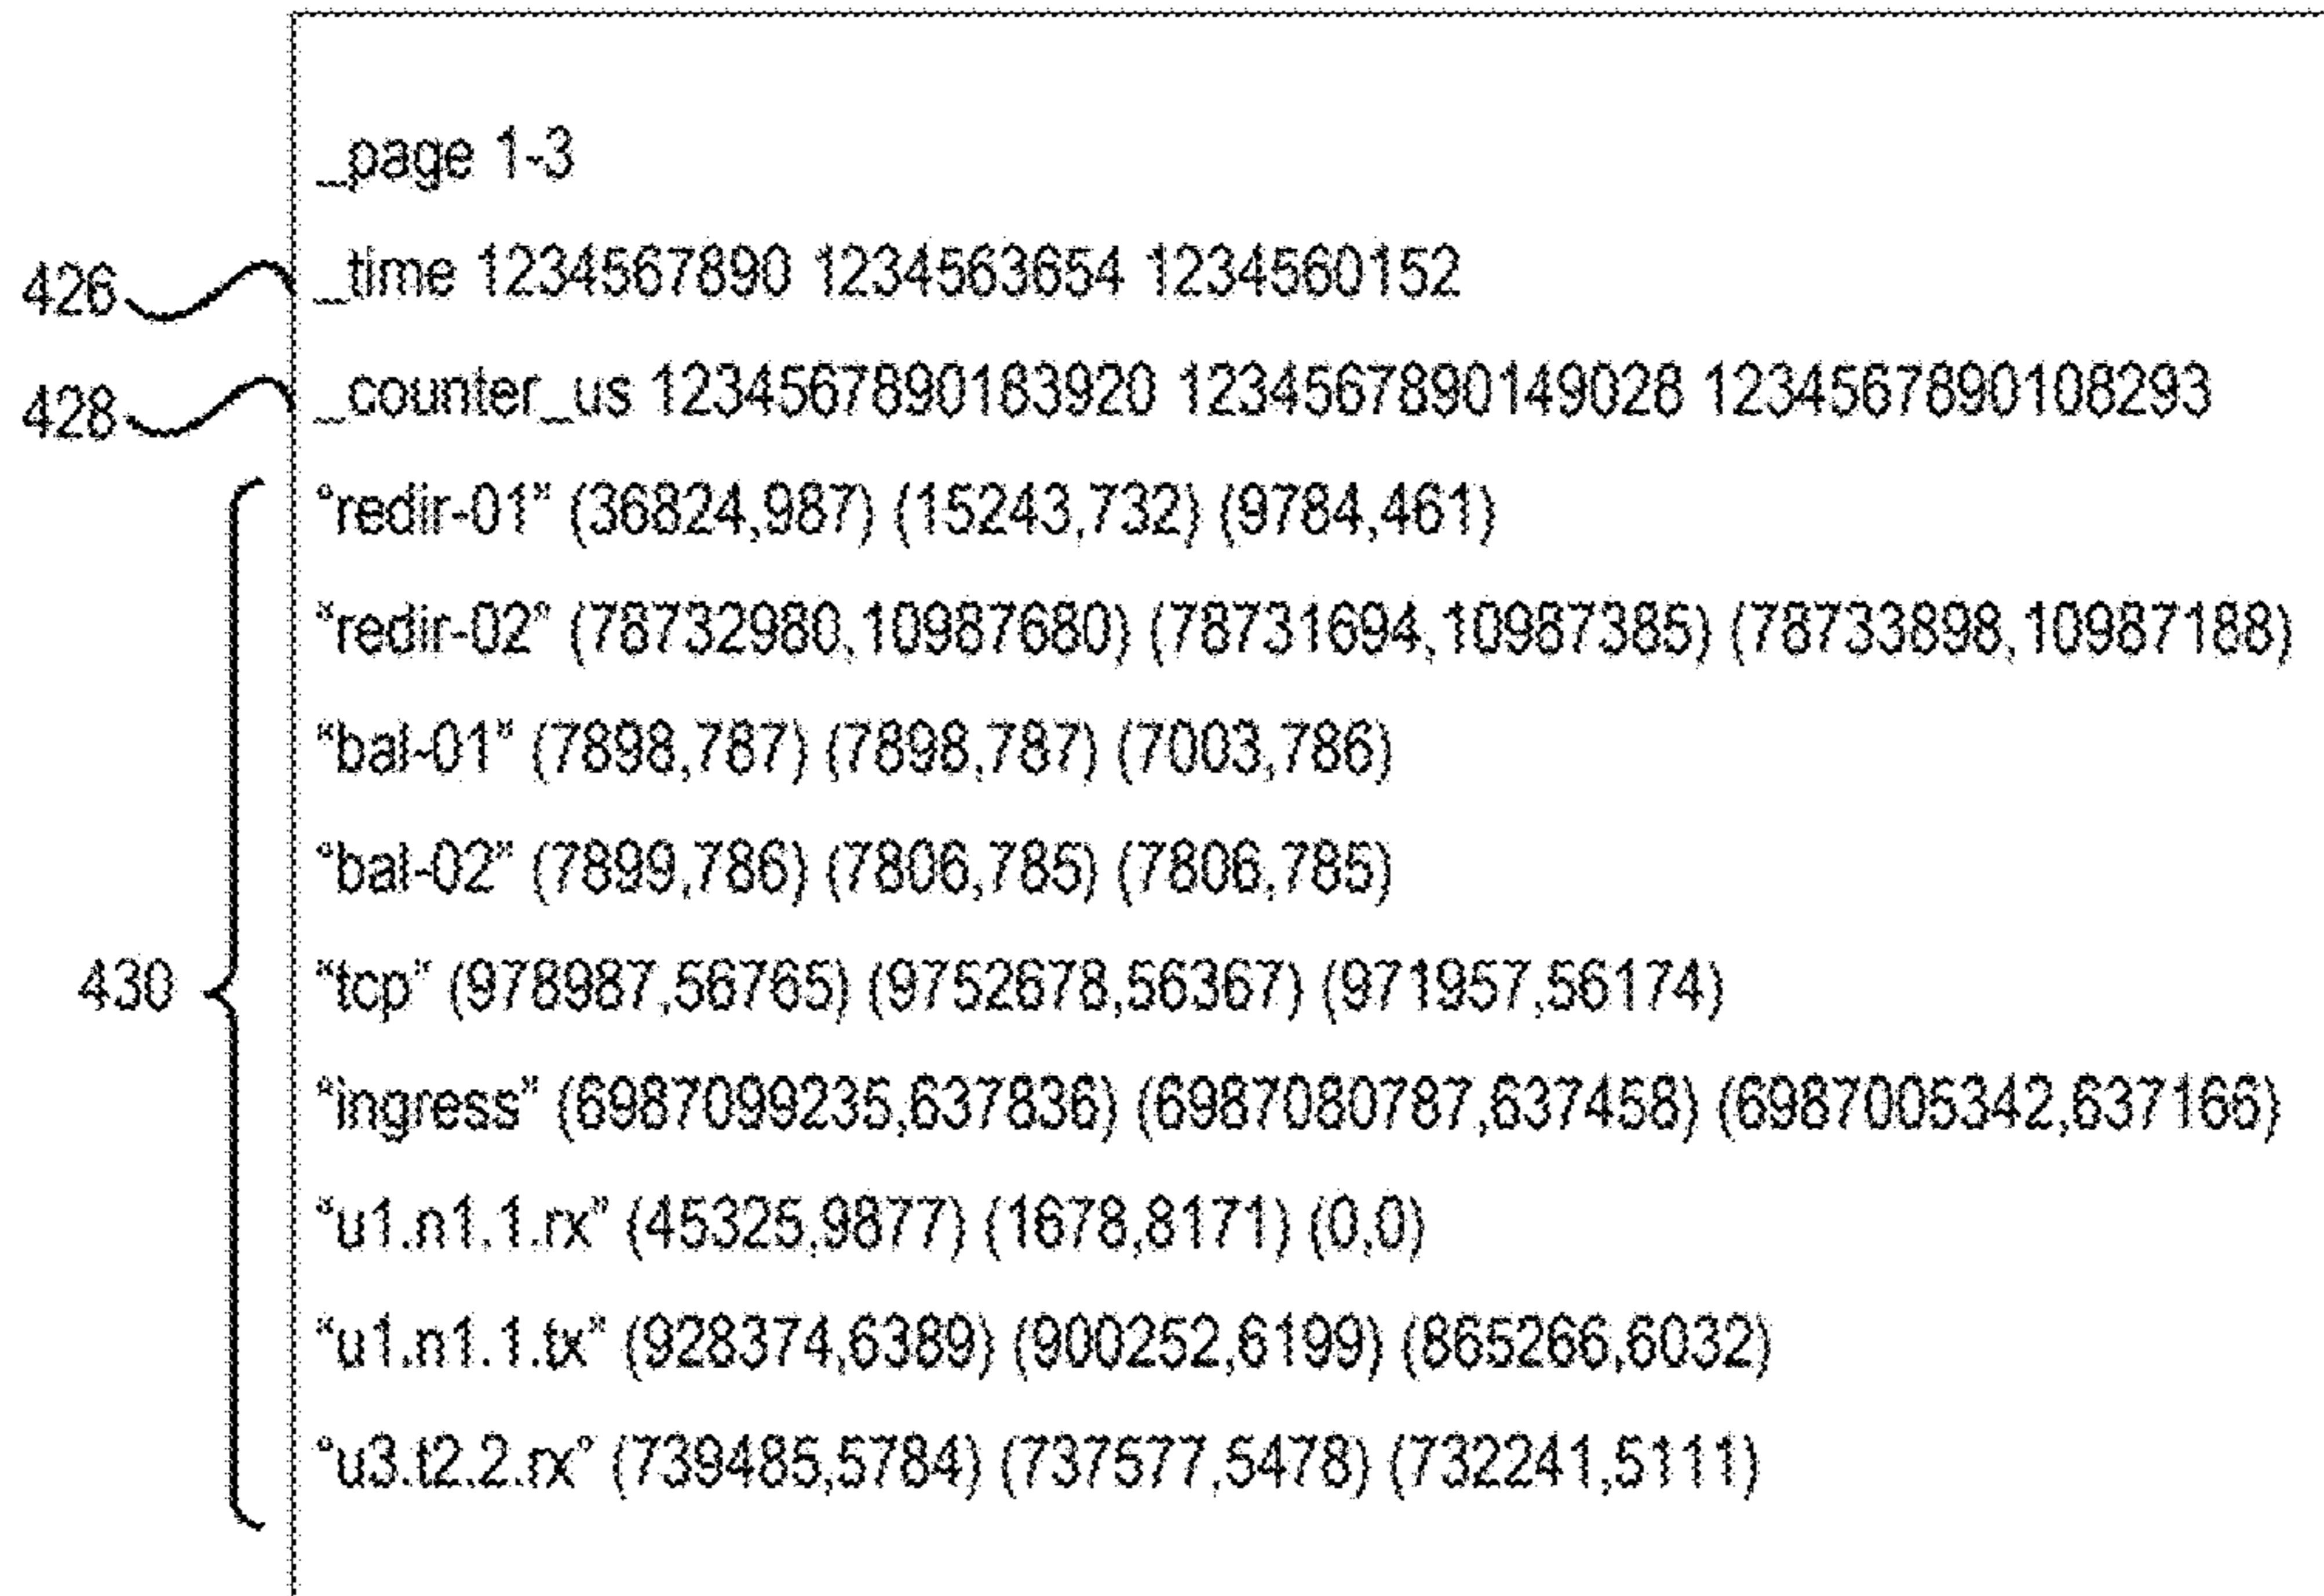 _page 1-3
426 _time 1234567890 1234563654 1234560152
428 _counter_us 1234567890183920 1234567890149028 1234567890108293
"redir-01" (36824,987) (15243,732) (9784,461)
"redir-02" (78732980,10987680) (78731694,10987385) (78733898,10987188)
"bal-01" (7898,787) (7898,787) (7003,786)
"bal-02" (7899,786) (7806,785) (7806,785)
430 "tcp" (978987,56765) (9752678,56367) (971957,56174)
"ingress" (6987099235,637836) (6987080787,637458) (6987005342,637166)
"u1.n1.1.rx" (45325,9877) (1678,8171) (0,0)
"u1.n1.1.tx" (928374,6389) (900252,6199) (865266,6032)
"u3.t2.2.rx" (739485,5784) (737577,5478) (732241,5111)